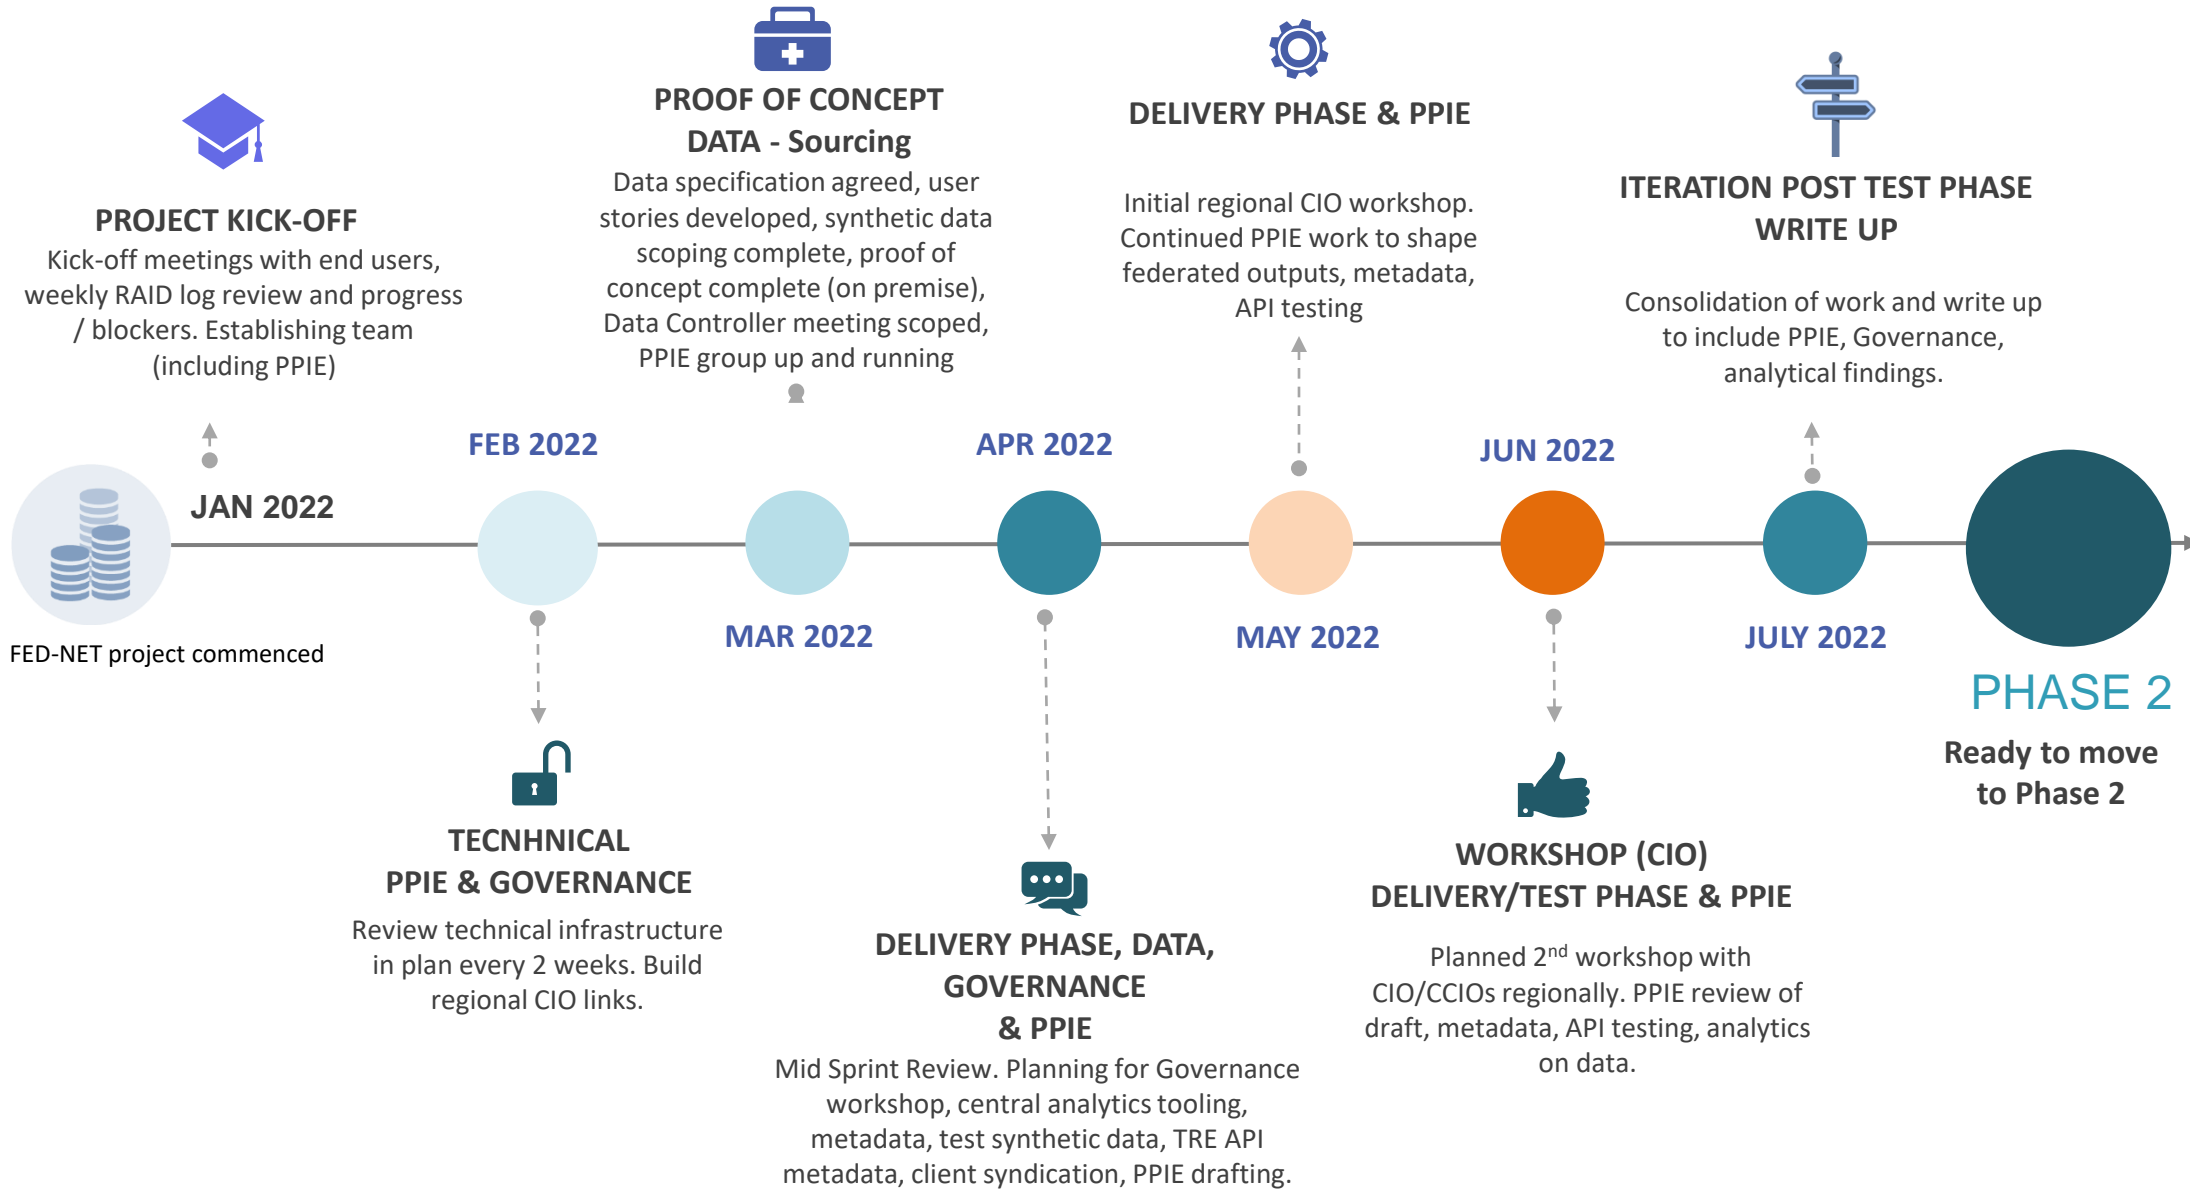 PROJECT KICK-OFF
Kick-off meetings with end users,
weekly RAID log review and progress
/ blockers. Establishing team
(including PPIE)
JAN 2022
FED-NET project commenced
FEB 2022
TECNHNICAL
PPIE & GOVERNANCE
Review technical infrastructure
in plan every 2 weeks. Build
regional CIO links.
PROOF OF CONCEPT
DATA - Sourcing
Data specification agreed, user
stories developed, synthetic data
scoping complete, proof of
concept complete (on premise),
Data Controller meeting scoped,
PPIE group up and running
MAR 2022
APR 2022
DELIVERY PHASE, DATA,
GOVERNANCE
& PPIE
Mid Sprint Review. Planning for Governance
workshop, central analytics tooling,
metadata, test synthetic data, TRE API
metadata, client syndication, PPIE drafting.
DELIVERY PHASE & PPIE
Initial regional CIO workshop.
Continued PPIE work to shape
federated outputs, metadata,
API testing
MAY 2022
JUN 2022
WORKSHOP (CIO)
DELIVERY/TEST PHASE & PPIE
Planned 2nd workshop with
CIO/CCIOs regionally. PPIE review of
draft, metadata, API testing, analytics
on data.
ITERATION POST TEST PHASE
WRITE UP
Consolidation of work and write up
to include PPIE, Governance,
analytical findings.
JULY 2022
PHASE 2
Ready to move
to Phase 2